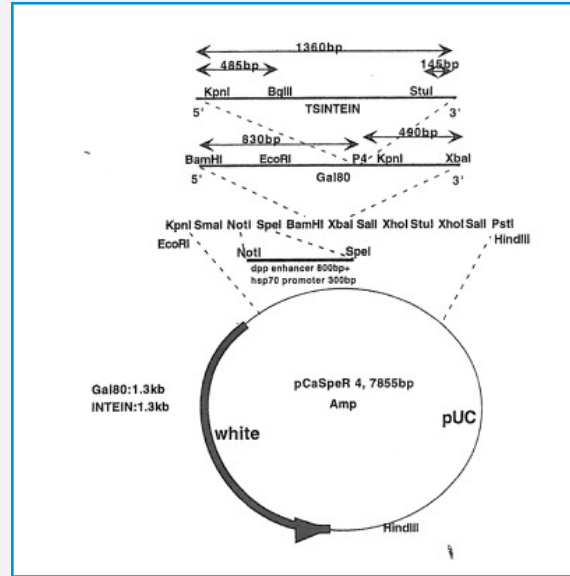 1360bp
485bp 145bp
KpnI BglII StuI
TSINTEIN
5' 3'
830bp 490bp
BamHI EcoRI P4 KpnI XbaI
Gal80
5' 3'
KpnI SmaI NotI SpeI BamHI XbaI SalI XhoI StuI XhoI SalI PstI
EcoRI HindIII
NotI SpeI
dpp enhancer 800bp+
hsp70 promoter 300bp
Gal80:1.3kb
INTEIN:1.3kb
pCaSpeR 4, 7855bp
Amp
white
pUC
HindIII